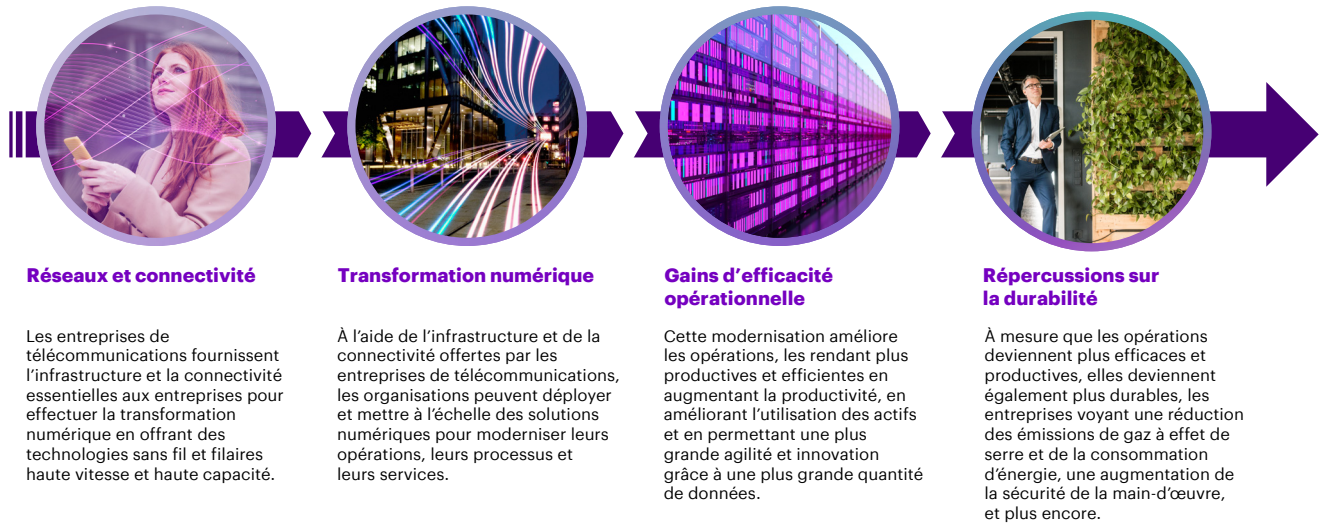 Réseaux et connectivité
Les entreprises de
télécommunications fournissent
l’infrastructure et la connectivité
essentielles aux entreprises pour
effectuer la transformation
numérique en offrant des
technologies sans fil et filaires
haute vitesse et haute capacité.
Transformation numérique
À l’aide de l’infrastructure et de la
connectivité offertes par les
entreprises de télécommunications,
les organisations peuvent déployer
et mettre à l’échelle des solutions
numériques pour moderniser leurs
opérations, leurs processus et
leurs services.
Gains d’efficacité
opérationnelle
Cette modernisation améliore
les opérations, les rendant plus
productives et efficientes en
augmentant la productivité, en
améliorant l’utilisation des actifs
et en permettant une plus
grande agilité et innovation
grâce à une plus grande quantité
de données.
Répercussions sur
la durabilité
À mesure que les opérations
deviennent plus efficaces et
productives, elles deviennent
également plus durables, les
entreprises voyant une réduction
des émissions de gaz à effet de
serre et de la consommation
d’énergie, une augmentation de
la sécurité de la main-d’œuvre,
et plus encore.